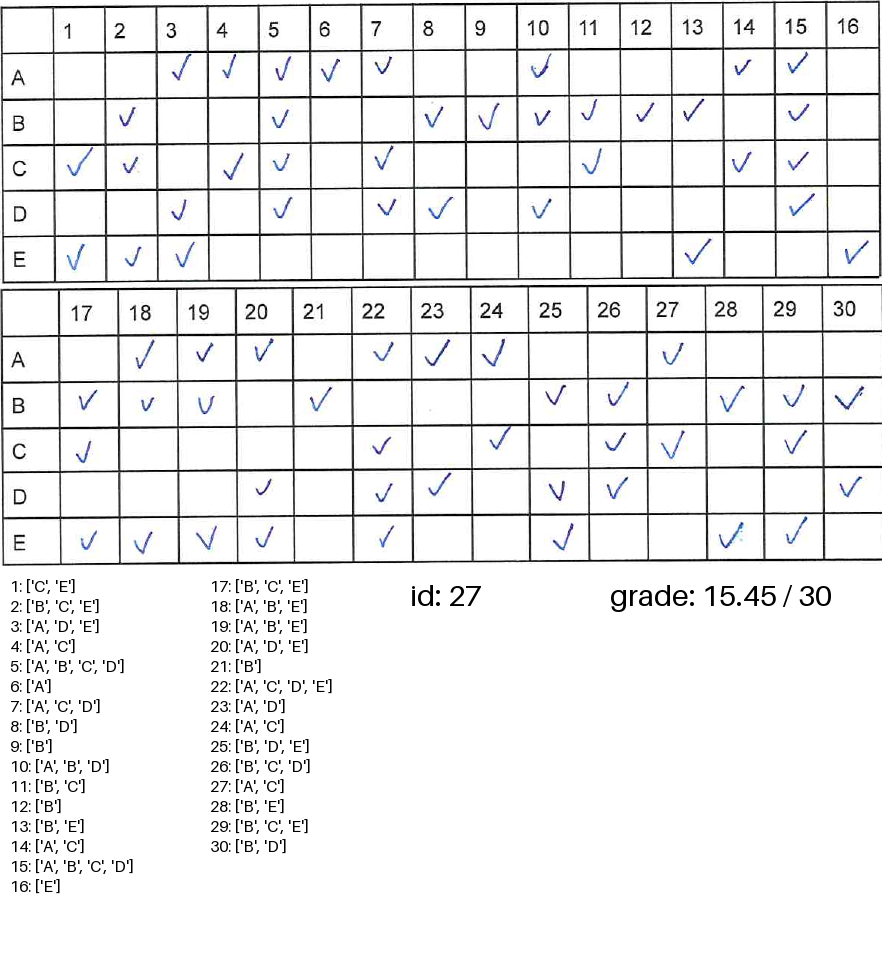 1 2 3 4 5 6 7 8 9 10 11 12 13 14 15 16
A ✓ ✓ ✓ ✓ ✓ ✓ ✓ ✓
B ✓ ✓ ✓ ✓ ✓ ✓ ✓ ✓ ✓
C ✓ ✓ ✓ ✓ ✓ ✓ ✓ ✓
D ✓ ✓ ✓ ✓ ✓ ✓
E ✓ ✓ ✓ ✓ ✓
17 18 19 20 21 22 23 24 25 26 27 28 29 30
A ✓ ✓ ✓ ✓ ✓ ✓ ✓
B ✓ ✓ ✓ ✓ ✓ ✓ ✓ ✓ ✓
C ✓ ✓ ✓ ✓ ✓ ✓
D ✓ ✓ ✓ ✓ ✓ ✓
E ✓ ✓ ✓ ✓ ✓ ✓ ✓ ✓
1: ['C', 'E']
2: ['B', 'C', 'E']
3: ['A', 'D', 'E']
4: ['A', 'C']
5: ['A', 'B', 'C', 'D']
6: ['A']
7: ['A', 'C', 'D']
8: ['B', 'D']
9: ['B']
10: ['A', 'B', 'D']
11: ['B', 'C']
12: ['B']
13: ['B', 'E']
14: ['A', 'C']
15: ['A', 'B', 'C', 'D']
16: ['E']
17: ['B', 'C', 'E']
18: ['A', 'B', 'E']
19: ['A', 'B', 'E']
20: ['A', 'D', 'E']
21: ['B']
22: ['A', 'C', 'D', 'E']
23: ['A', 'D']
24: ['A', 'C']
25: ['B', 'D', 'E']
26: ['B', 'C', 'D']
27: ['A', 'C']
28: ['B', 'E']
29: ['B', 'C', 'E']
30: ['B', 'D']
id: 27
grade: 15.45 / 30